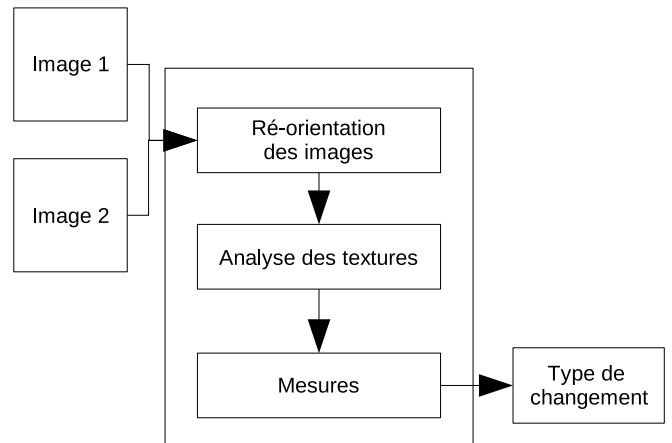 Image 1
Ré-orientation
des images
Image 2
Analyse des textures
Mesures
Type de
changement